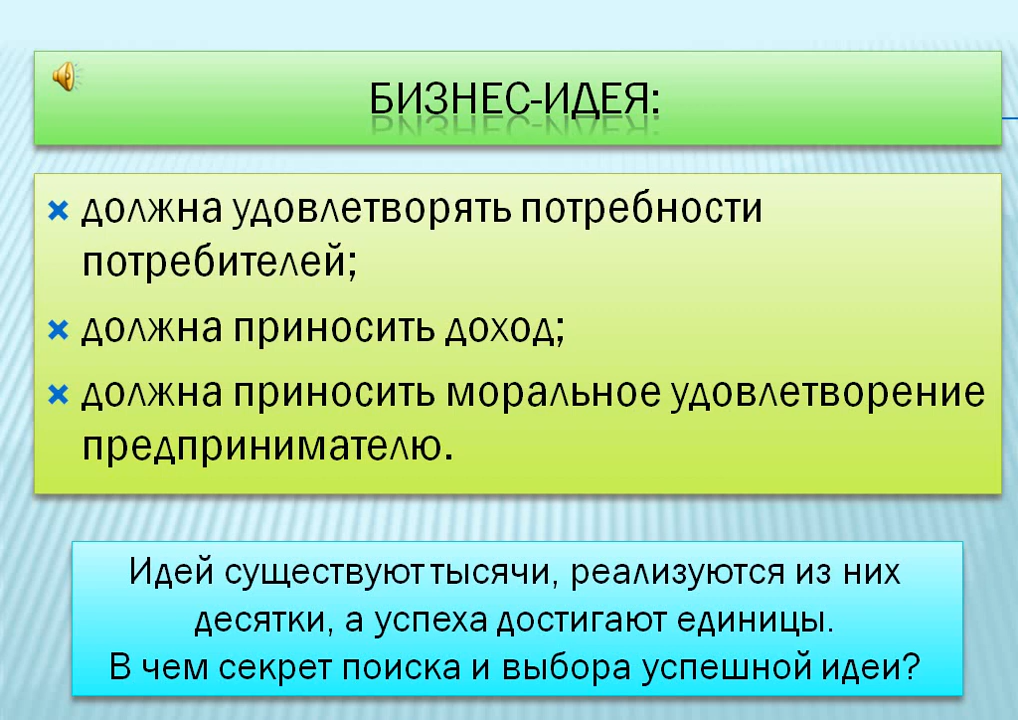 БИЗНЕС-ИДЕЯ:
должна удовлетворять потребности
потребителей;
должна приносить доход;
должна приносить моральное удовлетворение
предпринимателю.
Идей существуют тысячи, реализуются из них
десятки, а успеха достигают единицы.
В чем секрет поиска и выбора успешной идеи?